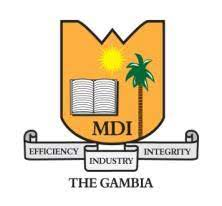 MDI
EFFICIENCY INDUSTRY INTEGRITY
THE GAMBIA